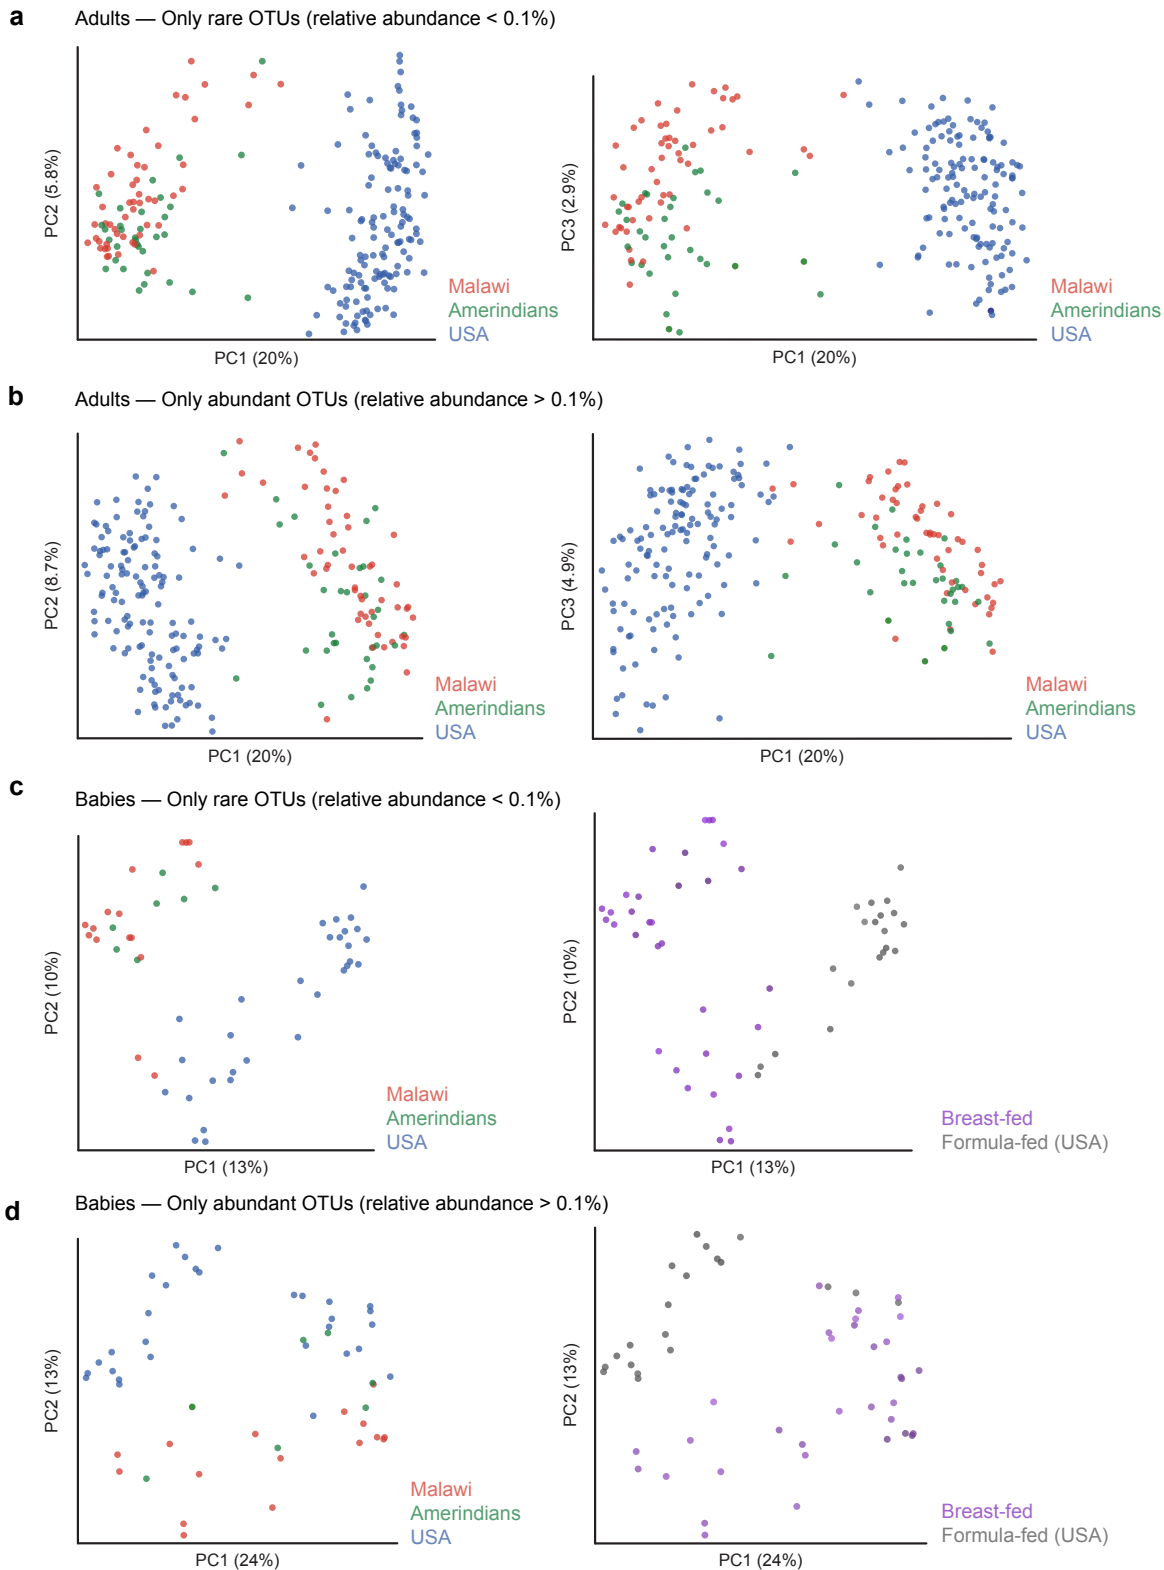 a
Adults — Only rare OTUs (relative abundance < 0.1%)
PC2 (5.8%)
PC1 (20%)
Malawi
Amerindians
USA
PC3 (2.9%)
PC1 (20%)
Malawi
Amerindians
USA
b
Adults — Only abundant OTUs (relative abundance > 0.1%)
PC2 (8.7%)
PC1 (20%)
Malawi
Amerindians
USA
PC3 (4.9%)
PC1 (20%)
Malawi
Amerindians
USA
c
Babies — Only rare OTUs (relative abundance < 0.1%)
PC2 (10%)
PC1 (13%)
Malawi
Amerindians
USA
PC2 (10%)
PC1 (13%)
Breast-fed
Formula-fed (USA)
d
Babies — Only abundant OTUs (relative abundance > 0.1%)
PC2 (13%)
PC1 (24%)
Malawi
Amerindians
USA
PC2 (13%)
PC1 (24%)
Breast-fed
Formula-fed (USA)